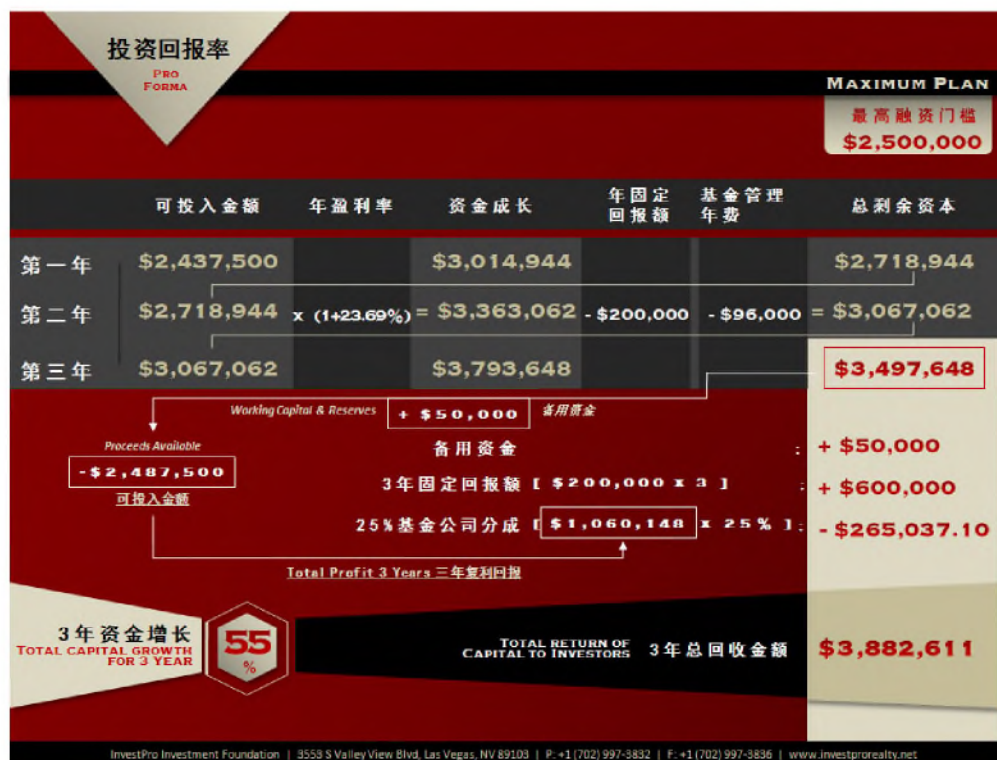 投资回报率
PRO
FORMA
MAXIMUM PLAN
最高融资门槛
$2,500,000
可投入金额 年盈利率 资金成长 年固定回报额 基金管理年费 总剩余资本
第一年 $2,437,500 $3,014,944 $2,718,944
第二年 $2,718,944 x (1+23.69%) = $3,363,062 - $200,000 - $96,000 = $3,067,062
第三年 $3,067,062 $3,793,648 $3,497,648
Working Capital & Reserves + $50,000 备用资金
Proceeds Available
-$2,487,500
可投入金额
备用资金 : + $50,000
3年固定回报额 [ $200,000 x 3 ] : + $600,000
25%基金公司分成 [ $1,060,148 x 25% ]: - $265,037.10
Total Profit 3 Years 三年复利回报
3年资金增长
TOTAL CAPITAL GROWTH
FOR 3 YEAR
55
%
TOTAL RETURN OF
CAPITAL TO INVESTORS 3年总回收金额 $3,882,611
InvestPro Investment Foundation | 3553 S Valley View Blvd, Las Vegas, NV 89103 | P: +1 (702) 997-3832 | F: +1 (702) 997-3836 | www.investprorealty.net